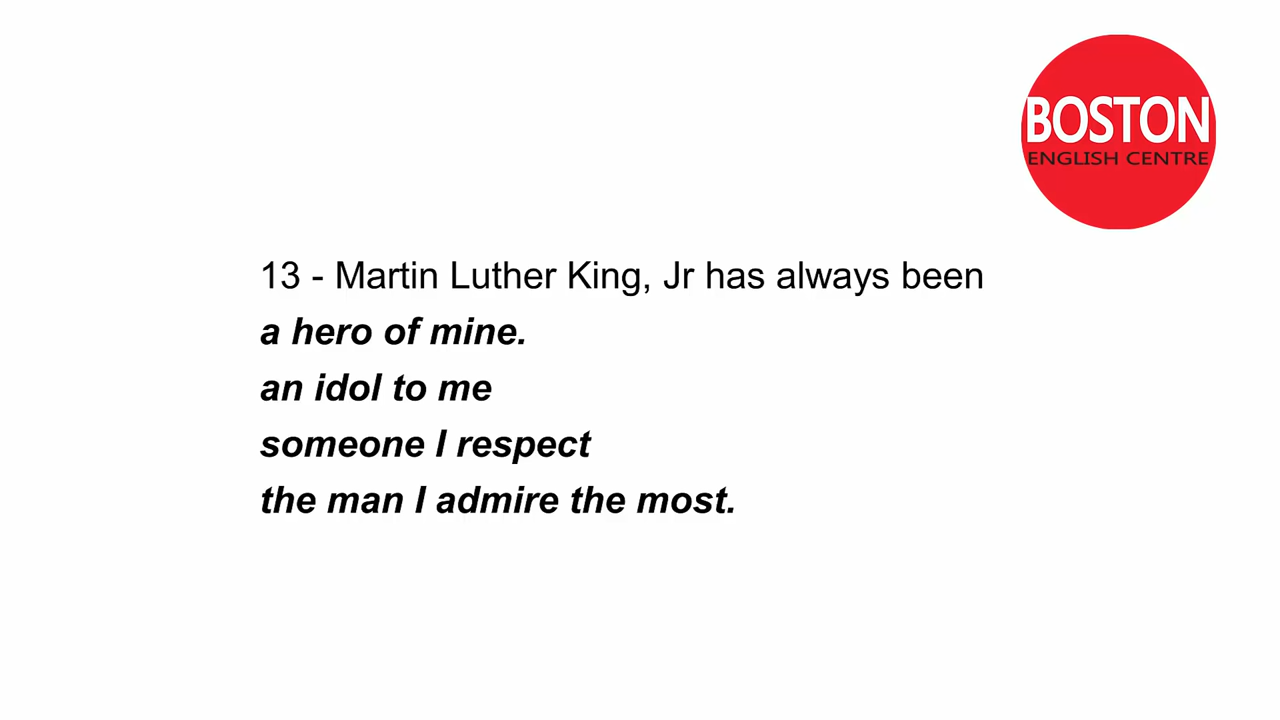 BOSTON
ENGLISH CENTRE
13 - Martin Luther King, Jr has always been
a hero of mine.
an idol to me
someone I respect
the man I admire the most.